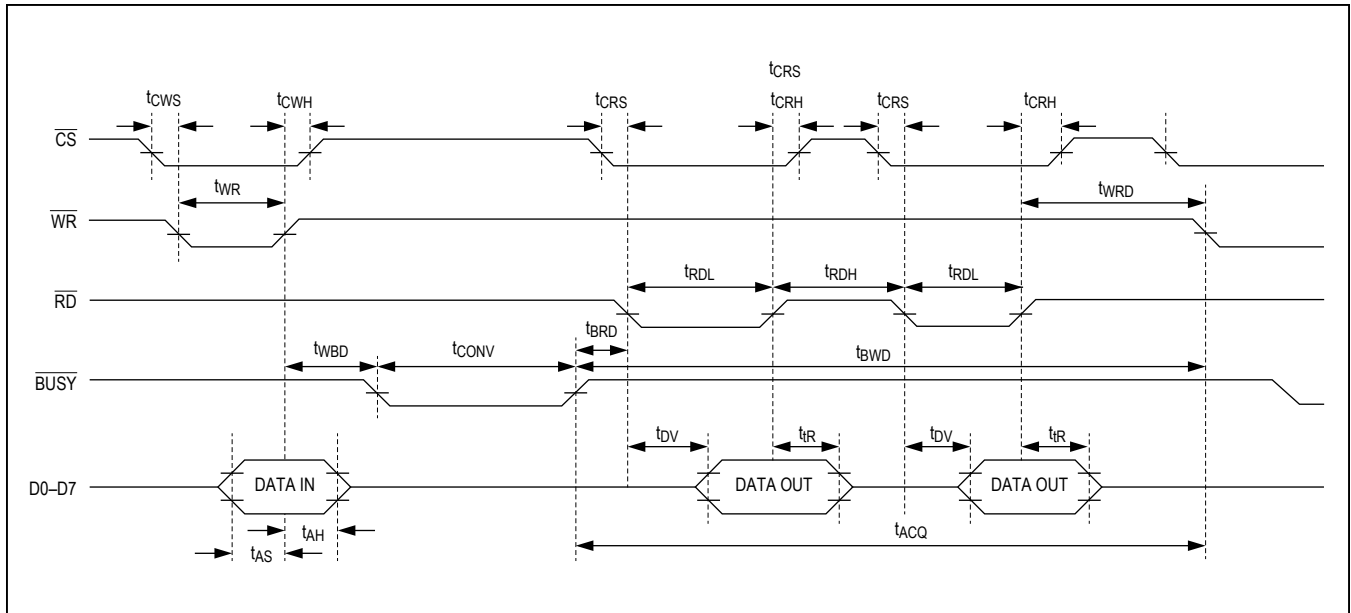 tCRS
tCWS tCWH tCRS tCRH tCRS tCRH
CS
tWR tWRD
WR
tRDL tRDH tRDL
RD
tBRD
tWBD tCONV tBWD
BUSY
tDV ttR tDV ttR
D0–D7 DATA IN DATA OUT DATA OUT
tAH tACQ
tAS